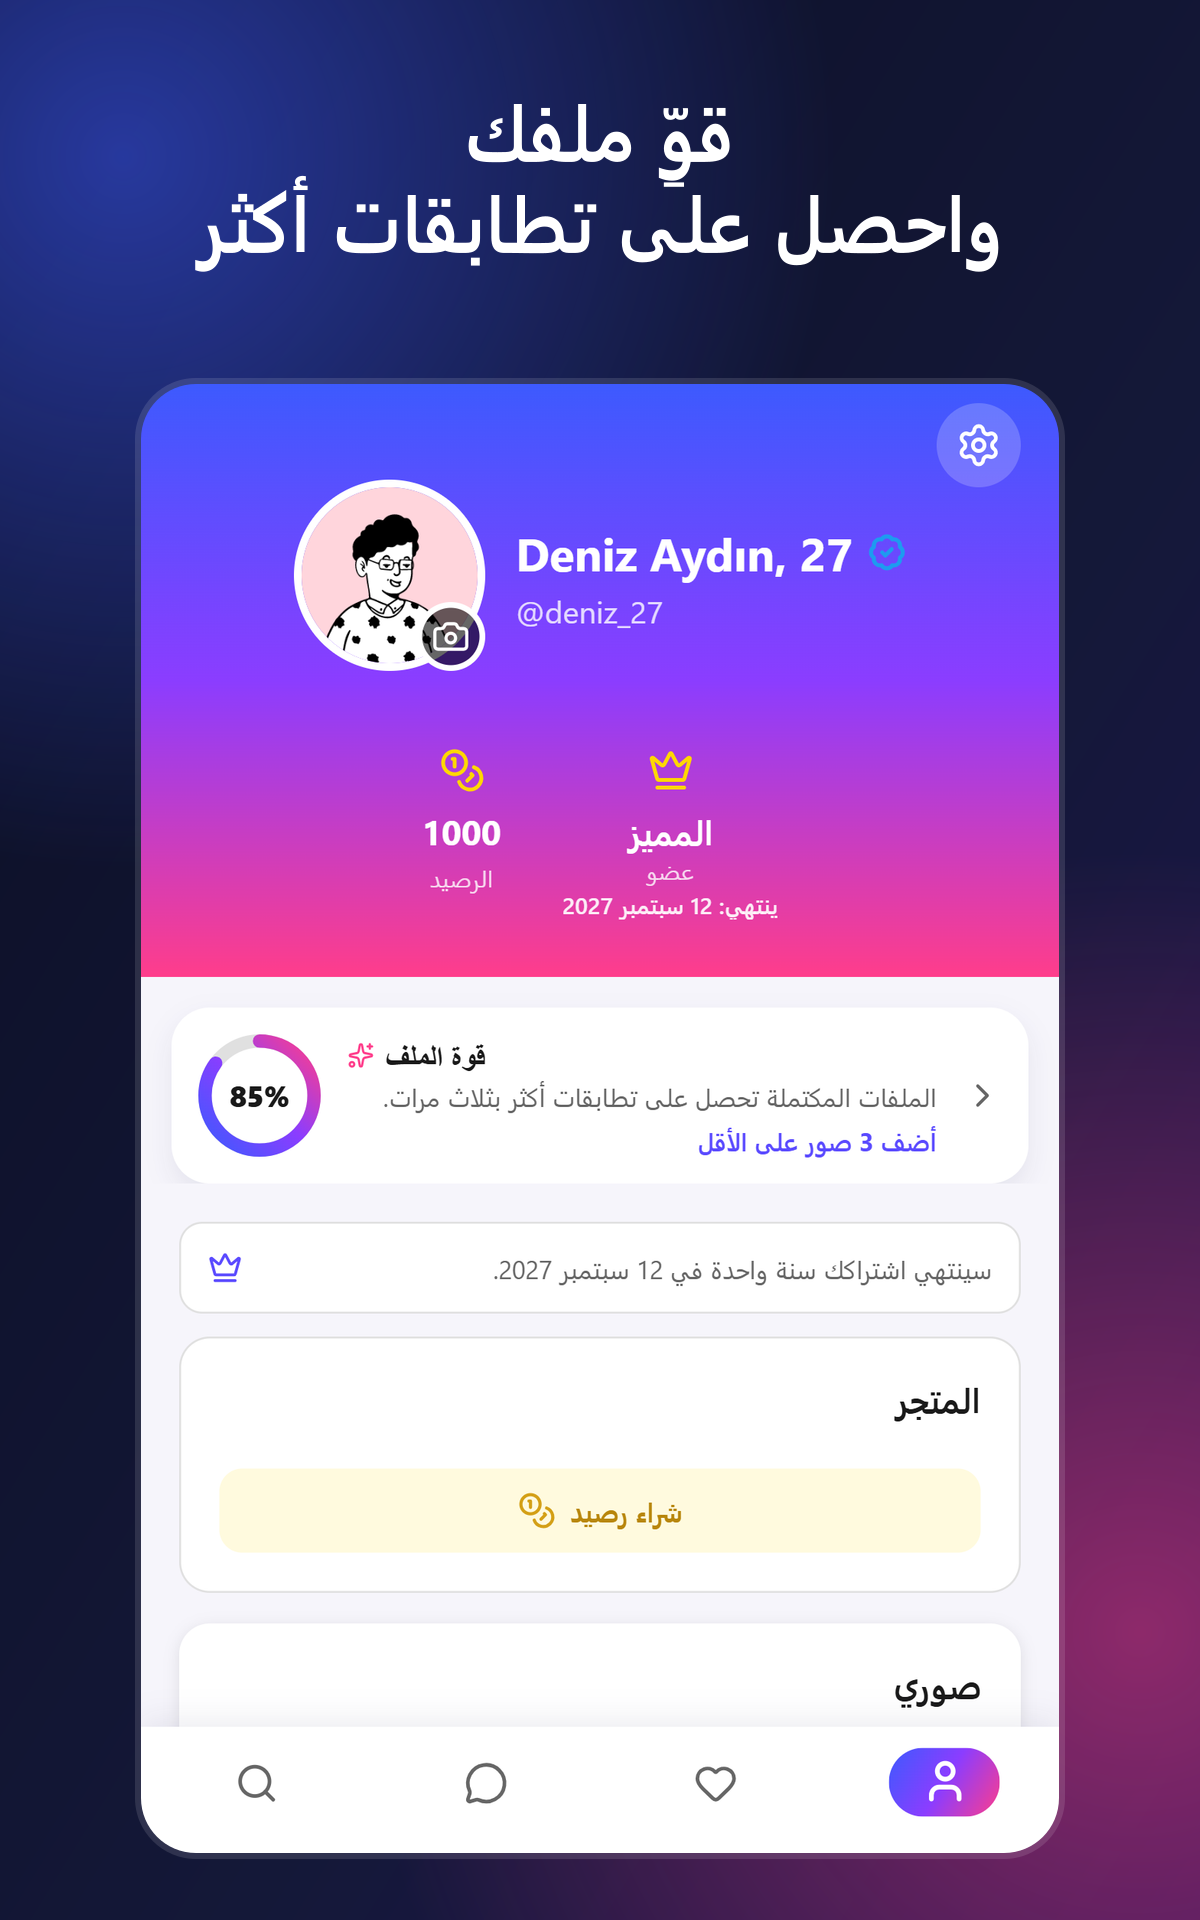 قوِّ ملفك
واحصل على تطابقات أكثر
Deniz Aydın, 27
@deniz_27
المميز
عضو
ينتهي: 12 سبتمبر 2027
1000
الرصيد
قوة الملف
85%
الملفات المكتملة تحصل على تطابقات أكثر بثلاث مرات.
أضف 3 صور على الأقل
سينتهي اشتراكك سنة واحدة في 12 سبتمبر 2027.
المتجر
شراء رصيد
صوري